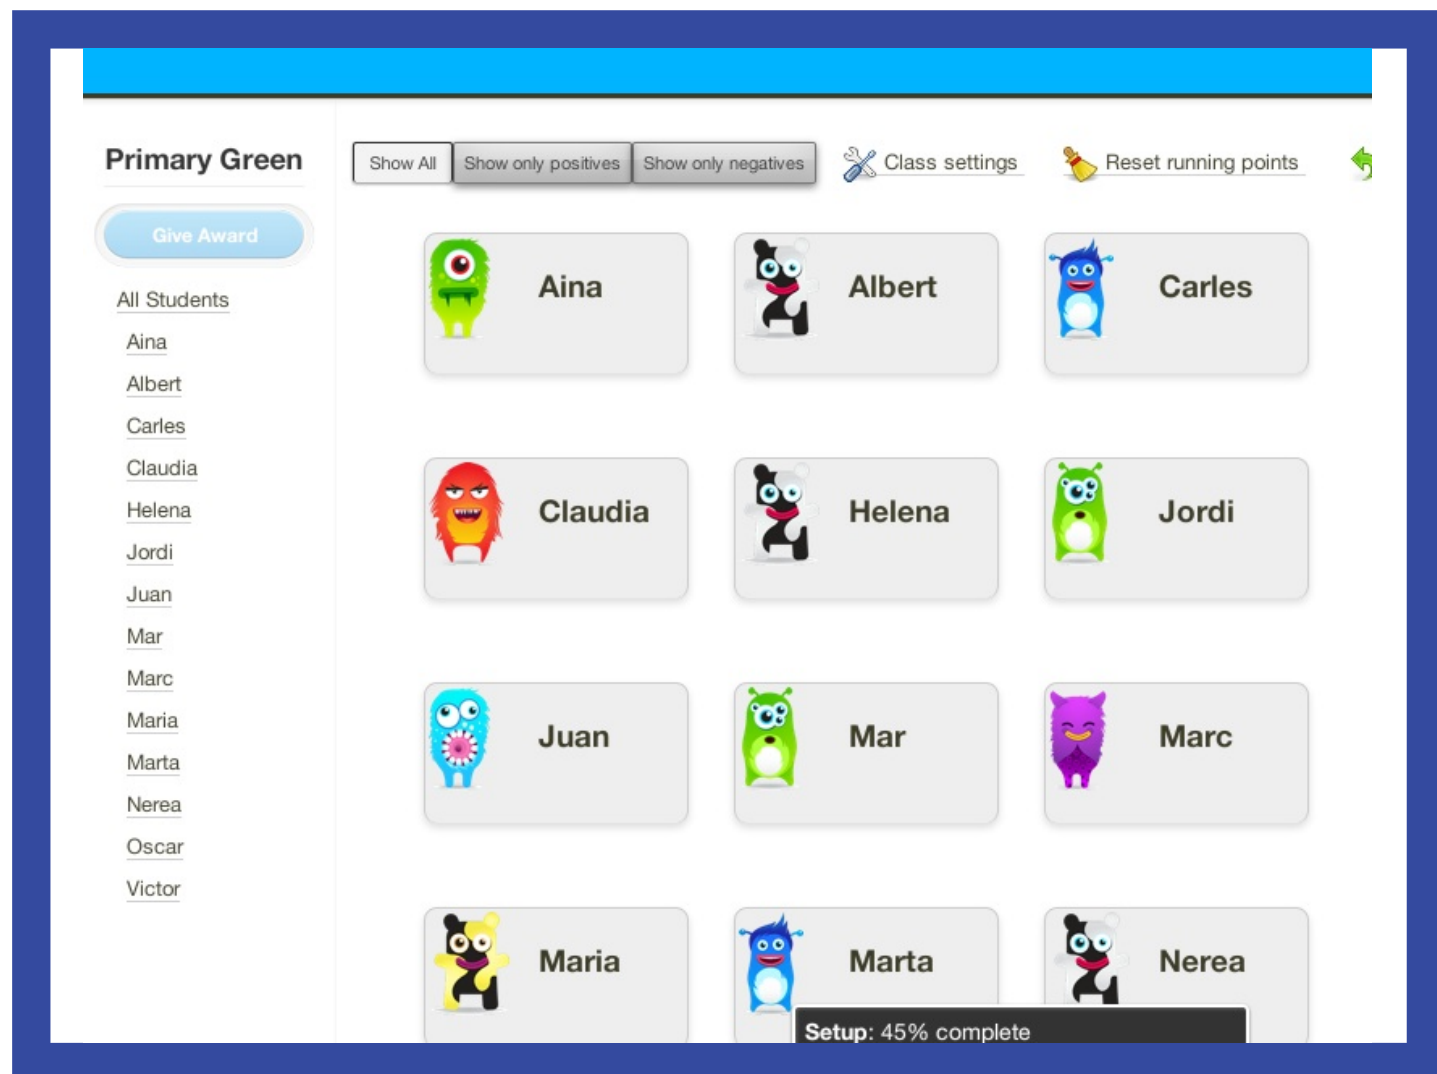 Primary Green
Show All
Show only positives
Show only negatives
Class settings
Reset running points
Give Award
All Students
Aina
Albert
Carles
Claudia
Helena
Jordi
Juan
Mar
Marc
Maria
Marta
Nerea
Oscar
Victor
Aina
Albert
Carles
Claudia
Helena
Jordi
Juan
Mar
Marc
Maria
Marta
Nerea
Setup: 45% complete